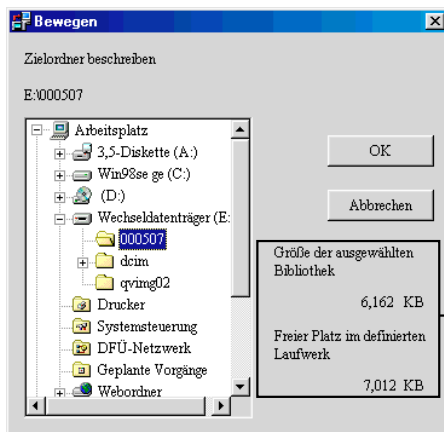 Bewegen
Zielordner beschreiben
E:\000507
Arbeitsplatz
3,5-Diskette (A:)
Win98se ge (C:)
(D:)
Wechseldatenträger (E:
000507
dcim
qvimg02
Drucker
Systemsteuerung
DFÜ-Netzwerk
Geplante Vorgänge
Webordner
OK
Abbrechen
Größe der ausgewählten
Bibliothek
6,162 KB
Freier Platz im definierten
Laufwerk
7,012 KB